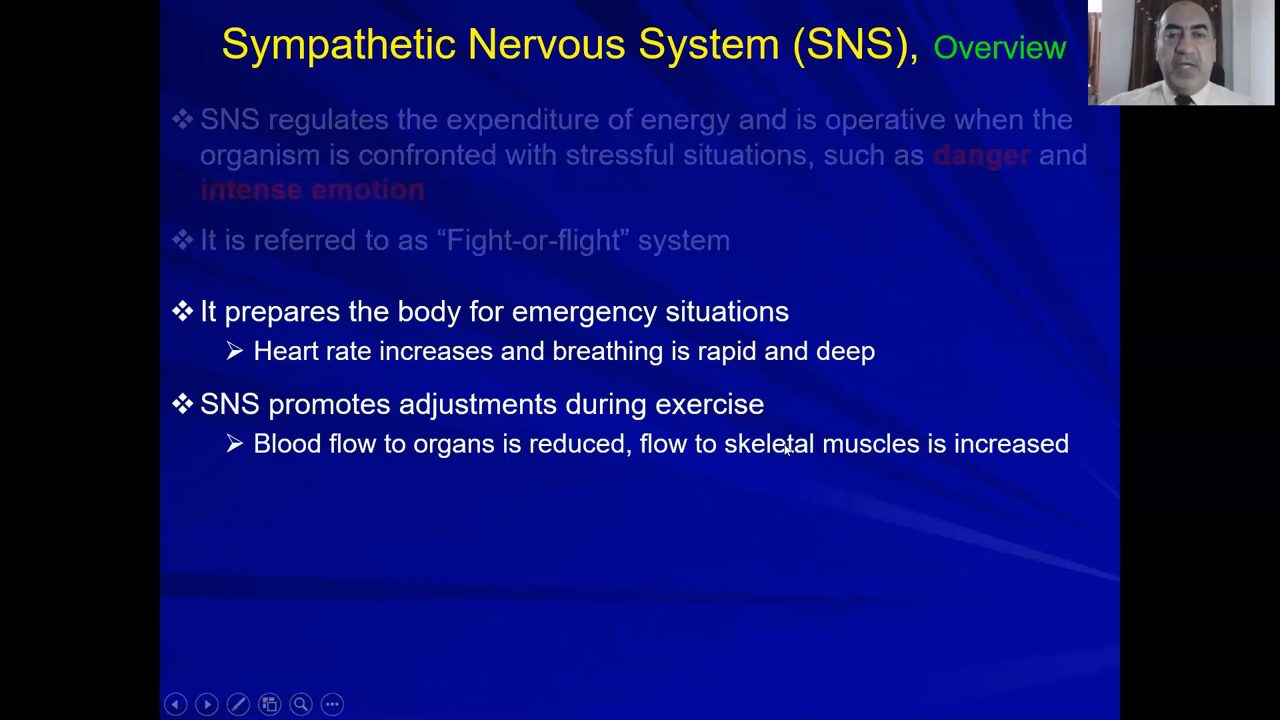 Sympathetic Nervous System (SNS), Overview
❖ SNS regulates the expenditure of energy and is operative when the
organism is confronted with stressful situations, such as danger and
intense emotion
❖ It is referred to as “Fight-or-flight” system
❖ It prepares the body for emergency situations
➢ Heart rate increases and breathing is rapid and deep
❖ SNS promotes adjustments during exercise
➢ Blood flow to organs is reduced, flow to skeletal muscles is increased